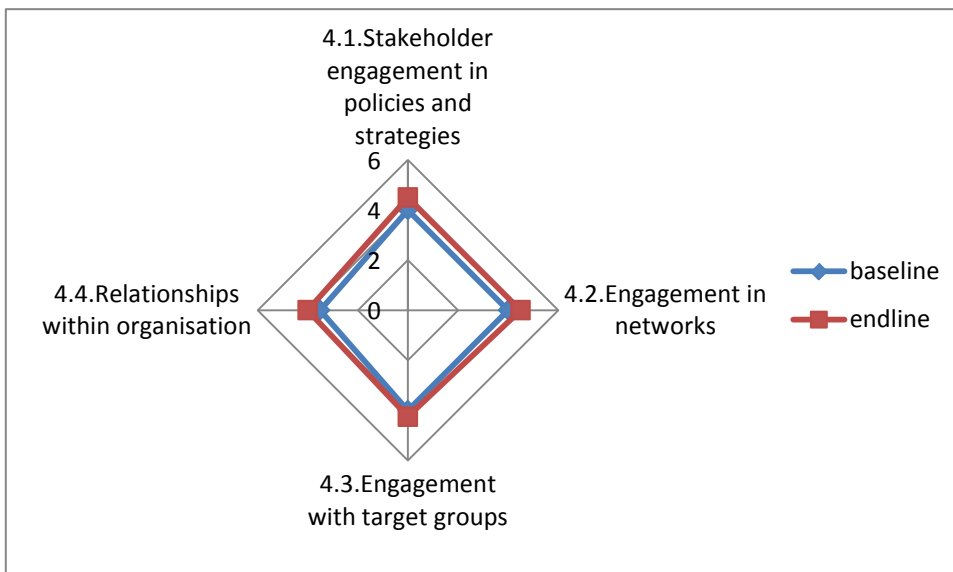 4.1.Stakeholder
engagement in
policies and
strategies
6
4
2
0
4.4.Relationships
within organisation
4.2.Engagement in
networks
4.3.Engagement
with target groups
baseline
endline